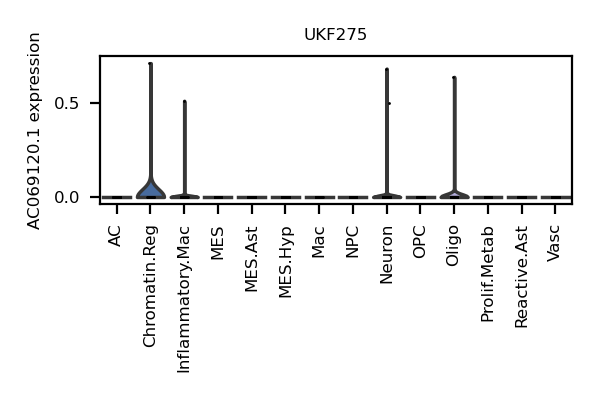 UKF275
AC069120.1 expression
0.5
0.0
AC
Chromatin.Reg
Inflammatory.Mac
MES
MES.Ast
MES.Hyp
Mac
NPC
Neuron
OPC
Oligo
Prolif.Metab
Reactive.Ast
Vasc